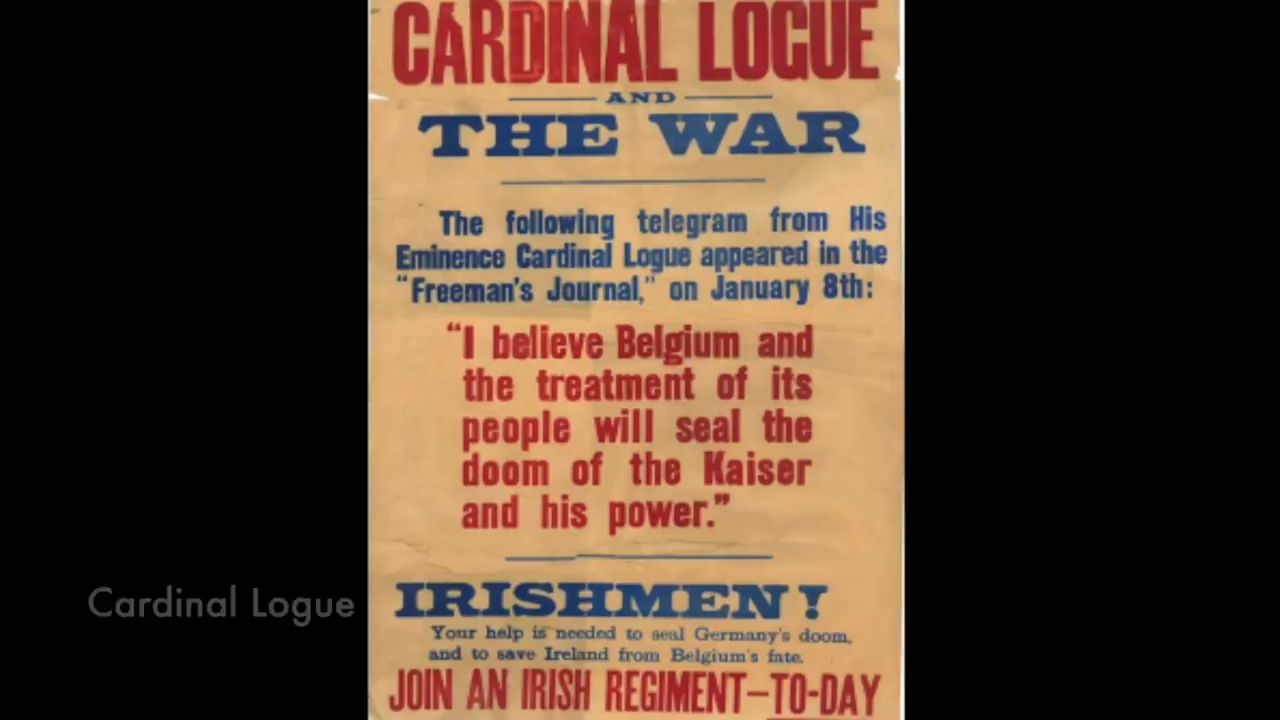 CARDINAL LOGUE
AND
THE WAR
The following telegram from His
Eminence Cardinal Logue appeared in the
"Freeman's Journal," on January 8th:
"I believe Belgium and
the treatment of its
people will seal the
doom of the Kaiser
and his power."
IRISHMEN!
Your help is needed to seal Germany's doom,
and to save Ireland from Belgium's fate.
JOIN AN IRISH REGIMENT—TO-DAY
Cardinal Logue